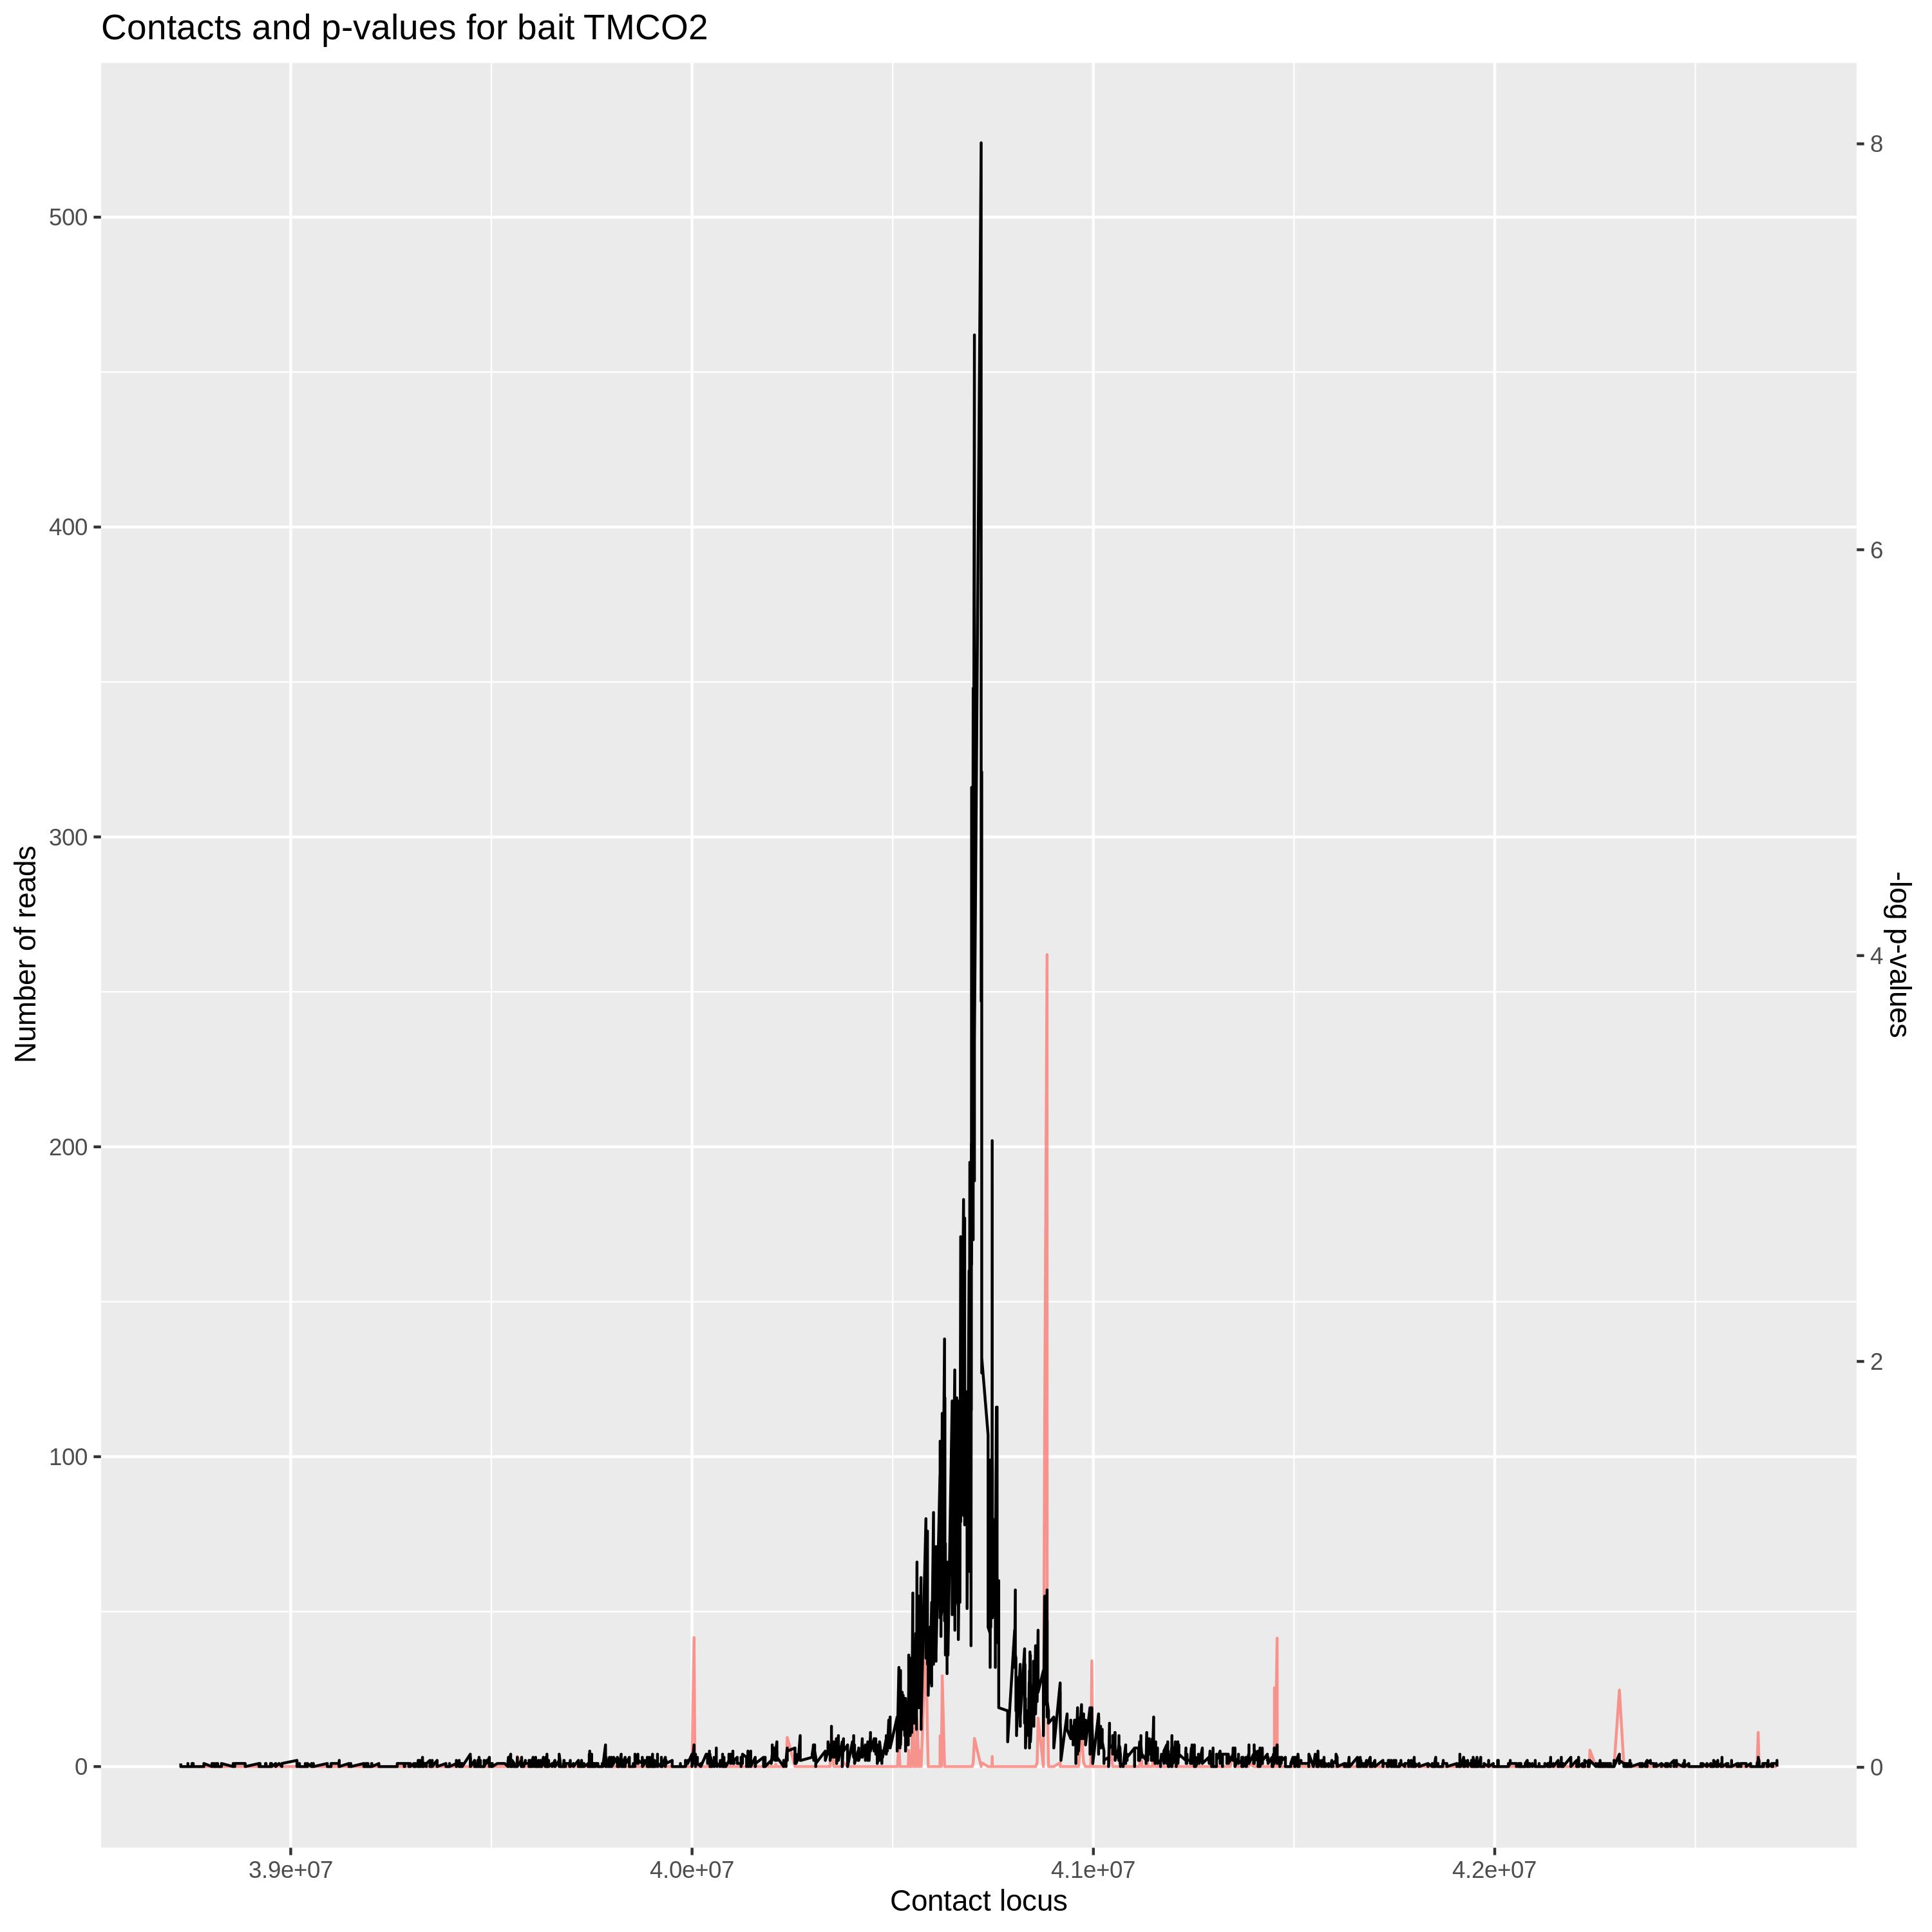 Contacts and p-values for bait TMCO2
500
400
300
200
100
0
Number of reads
8
6
4
2
0
-log p-values
3.9e+07
4.0e+07
4.1e+07
4.2e+07
Contact locus